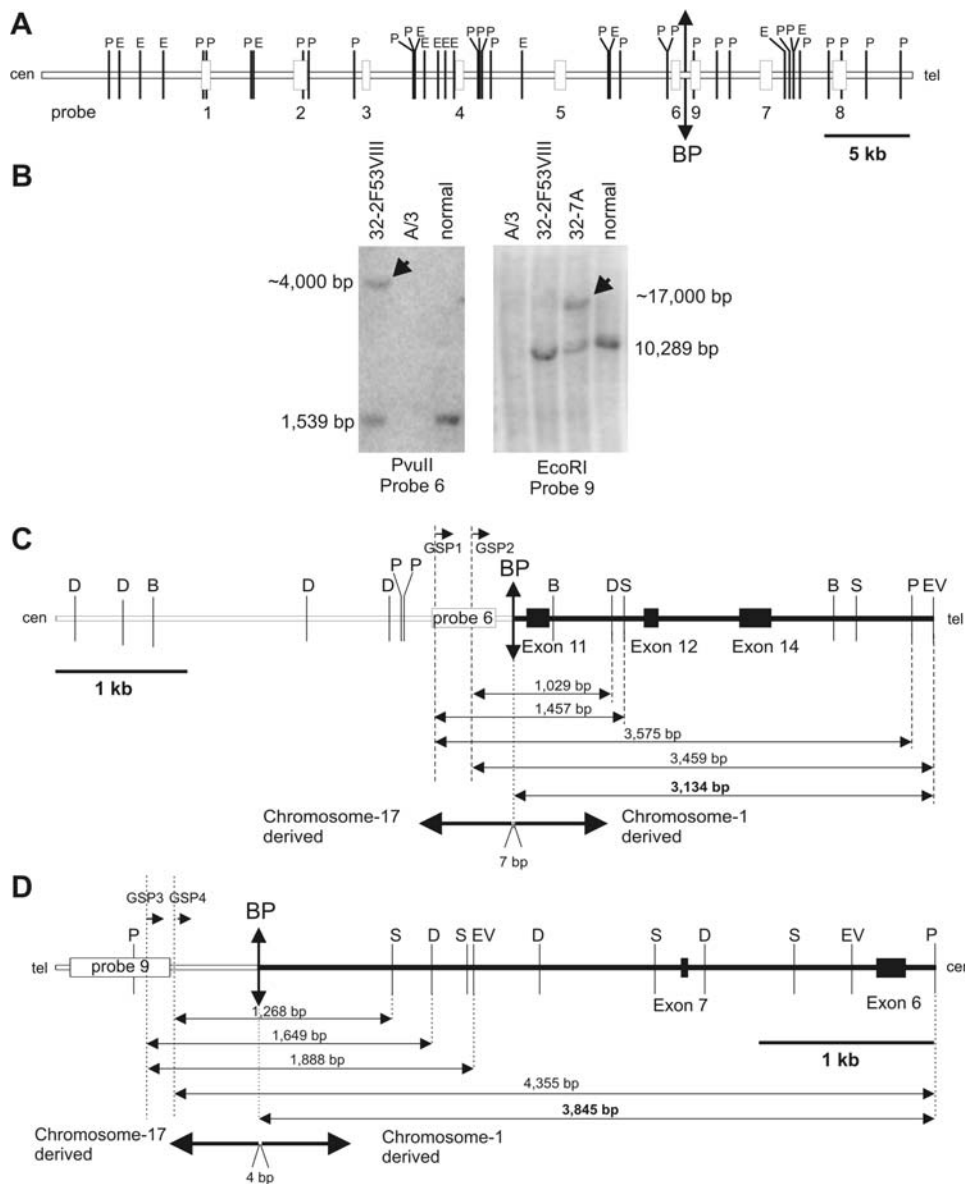 A
P E E E P P P E P P P P P E E E E P P P P E P P E P P P P P P E P P E P P P P
cen
tel
probe 1 2 3 4 5 6 9 7 8
BP
5 kb
B
32-2F53VIII
A/3
normal
A/3
32-2F53VIII
32-7A
normal
~4,000 bp
~17,000 bp
10,289 bp
1,539 bp
PvuII
Probe 6
EcoRI
Probe 9
C
GSP1
GSP2
D D B D D P P BP B D S B S P EV
cen
probe 6
tel
Exon 11
Exon 12
Exon 14
1 kb
1,029 bp
1,457 bp
3,575 bp
3,459 bp
3,134 bp
Chromosome-17
derived
Chromosome-1
derived
7 bp
D
GSP3
GSP4
P BP S D S EV D S D S EV P
tel
probe 9
cen
Exon 7
Exon 6
1,268 bp
1,649 bp
1 kb
1,888 bp
4,355 bp
3,845 bp
Chromosome-17
derived
Chromosome-1
derived
4 bp